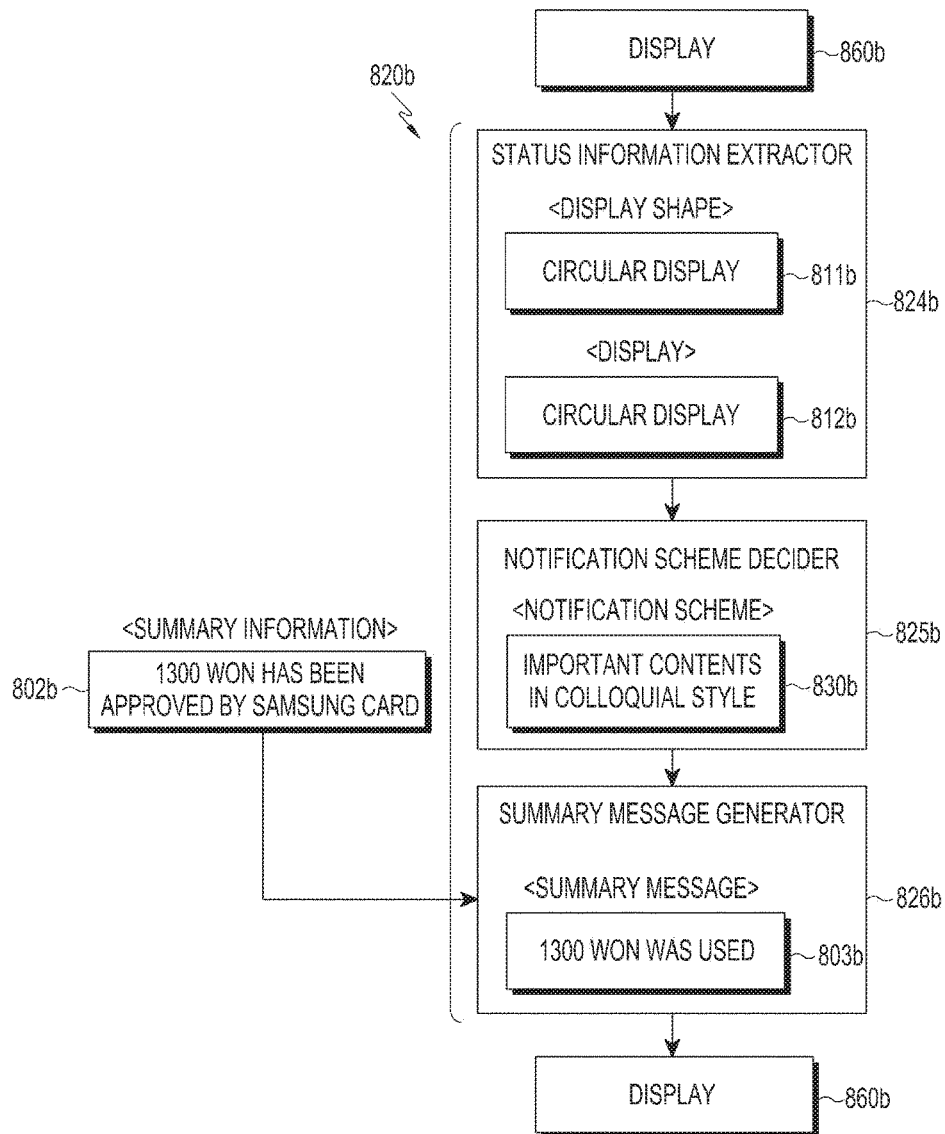 DISPLAY
860b
820b
STATUS INFORMATION EXTRACTOR
<DISPLAY SHAPE>
CIRCULAR DISPLAY
811b
824b
<DISPLAY>
CIRCULAR DISPLAY
812b
NOTIFICATION SCHEME DECIDER
<NOTIFICATION SCHEME>
825b
IMPORTANT CONTENTS
IN COLLOQUIAL STYLE
830b
<SUMMARY INFORMATION>
802b
1300 WON HAS BEEN
APPROVED BY SAMSUNG CARD
SUMMARY MESSAGE GENERATOR
<SUMMARY MESSAGE>
826b
1300 WON WAS USED
803b
DISPLAY
860b